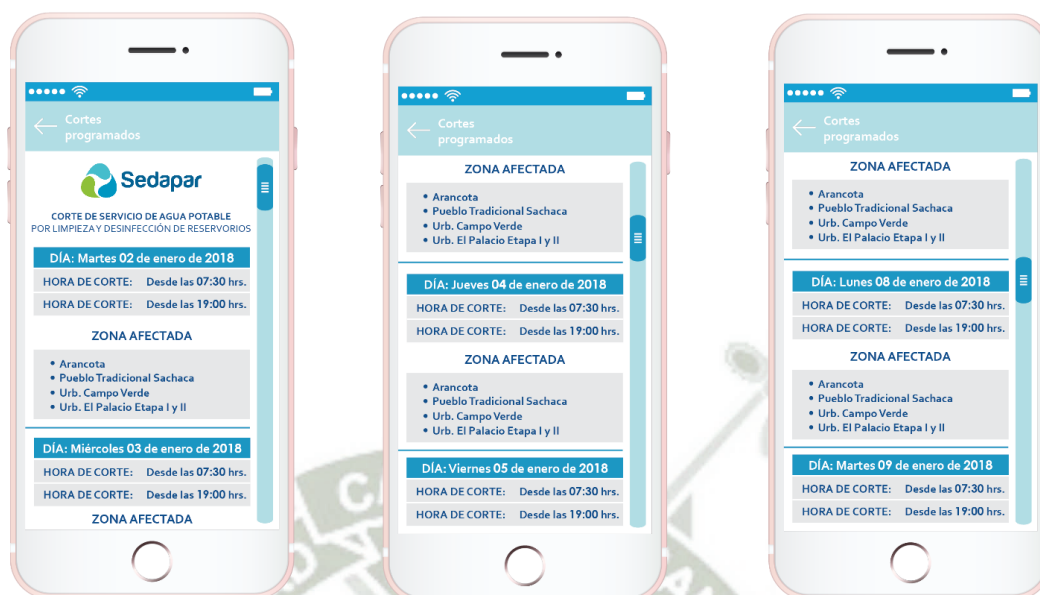 Cortes
programados
Sedapar
CORTE DE SERVICIO DE AGUA POTABLE
POR LIMPIEZA Y DESINFECCIÓN DE RESERVORIOS
DÍA: Martes 02 de enero de 2018
HORA DE CORTE: Desde las 07:30 hrs.
HORA DE CORTE: Desde las 19:00 hrs.
ZONA AFECTADA
• Arancota
• Pueblo Tradicional Sachaca
• Urb. Campo Verde
• Urb. El Palacio Etapa I y II
DÍA: Miércoles 03 de enero de 2018
HORA DE CORTE: Desde las 07:30 hrs.
HORA DE CORTE: Desde las 19:00 hrs.
ZONA AFECTADA
Cortes
programados
ZONA AFECTADA
• Arancota
• Pueblo Tradicional Sachaca
• Urb. Campo Verde
• Urb. El Palacio Etapa I y II
DÍA: Jueves 04 de enero de 2018
HORA DE CORTE: Desde las 07:30 hrs.
HORA DE CORTE: Desde las 19:00 hrs.
ZONA AFECTADA
• Arancota
• Pueblo Tradicional Sachaca
• Urb. Campo Verde
• Urb. El Palacio Etapa I y II
DÍA: Viernes 05 de enero de 2018
HORA DE CORTE: Desde las 07:30 hrs.
HORA DE CORTE: Desde las 19:00 hrs.
Cortes
programados
ZONA AFECTADA
• Arancota
• Pueblo Tradicional Sachaca
• Urb. Campo Verde
• Urb. El Palacio Etapa I y II
DÍA: Lunes 08 de enero de 2018
HORA DE CORTE: Desde las 07:30 hrs.
HORA DE CORTE: Desde las 19:00 hrs.
ZONA AFECTADA
• Arancota
• Pueblo Tradicional Sachaca
• Urb. Campo Verde
• Urb. El Palacio Etapa I y II
DÍA: Martes 09 de enero de 2018
HORA DE CORTE: Desde las 07:30 hrs.
HORA DE CORTE: Desde las 19:00 hrs.